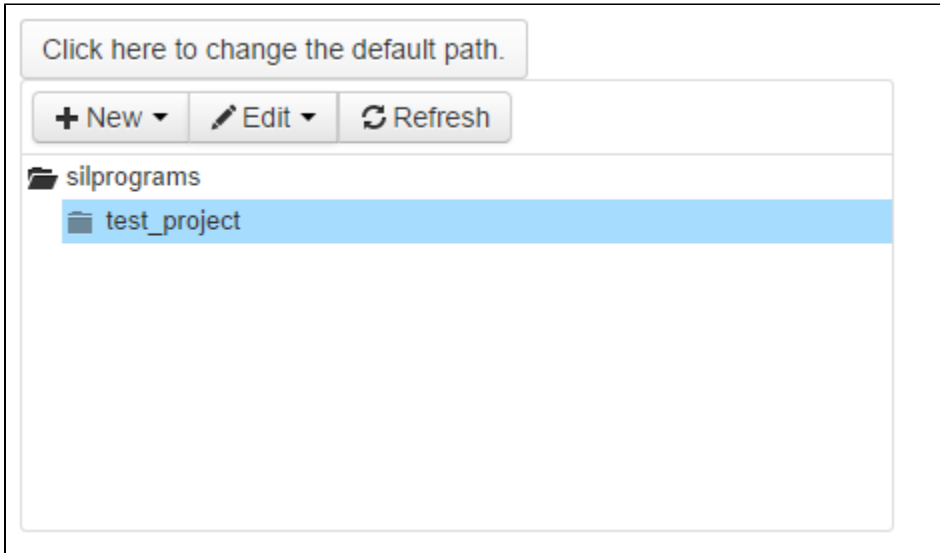 Click here to change the default path.
New Edit Refresh
silprograms
test_project